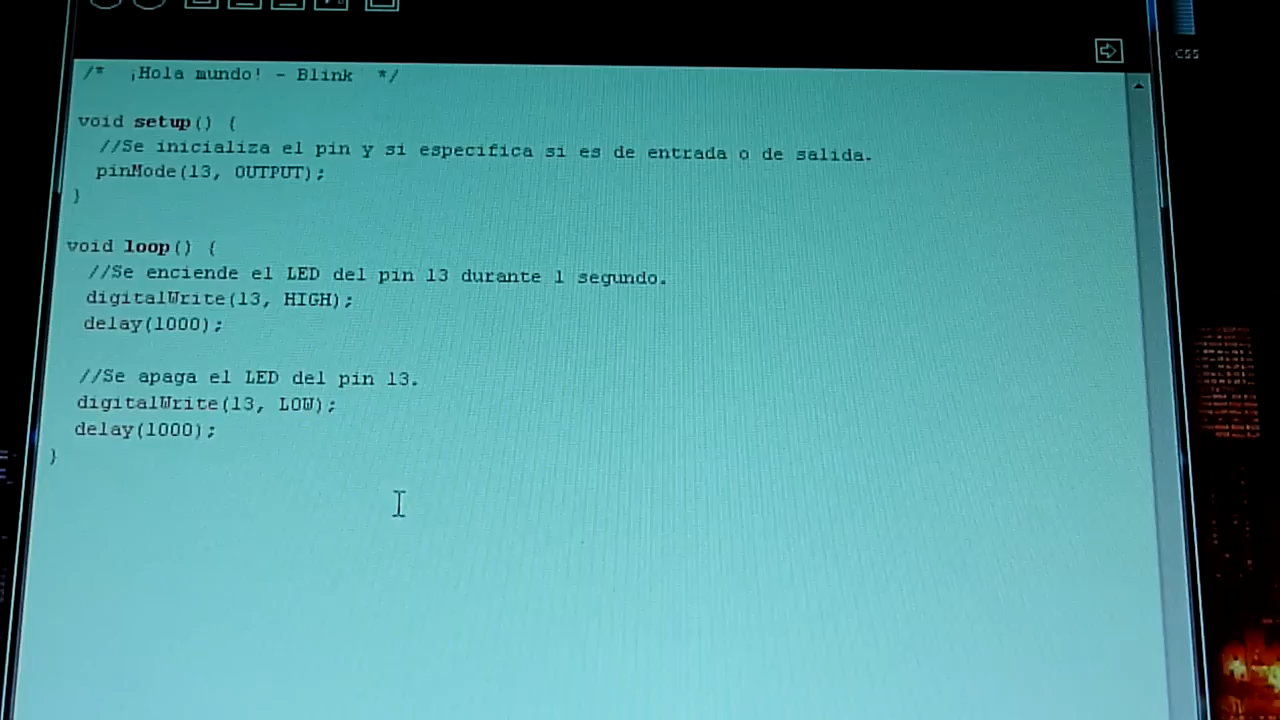 /*  ¡Hola mundo! - Blink  */
void setup() {
//Se inicializa el pin y si especifica si es de entrada o de salida.
pinMode(13, OUTPUT);
}
void loop() {
//Se enciende el LED del pin 13 durante 1 segundo.
digitalWrite(13, HIGH);
delay(1000);
//Se apaga el LED del pin 13.
digitalWrite(13, LOW);
delay(1000);
}
CSS